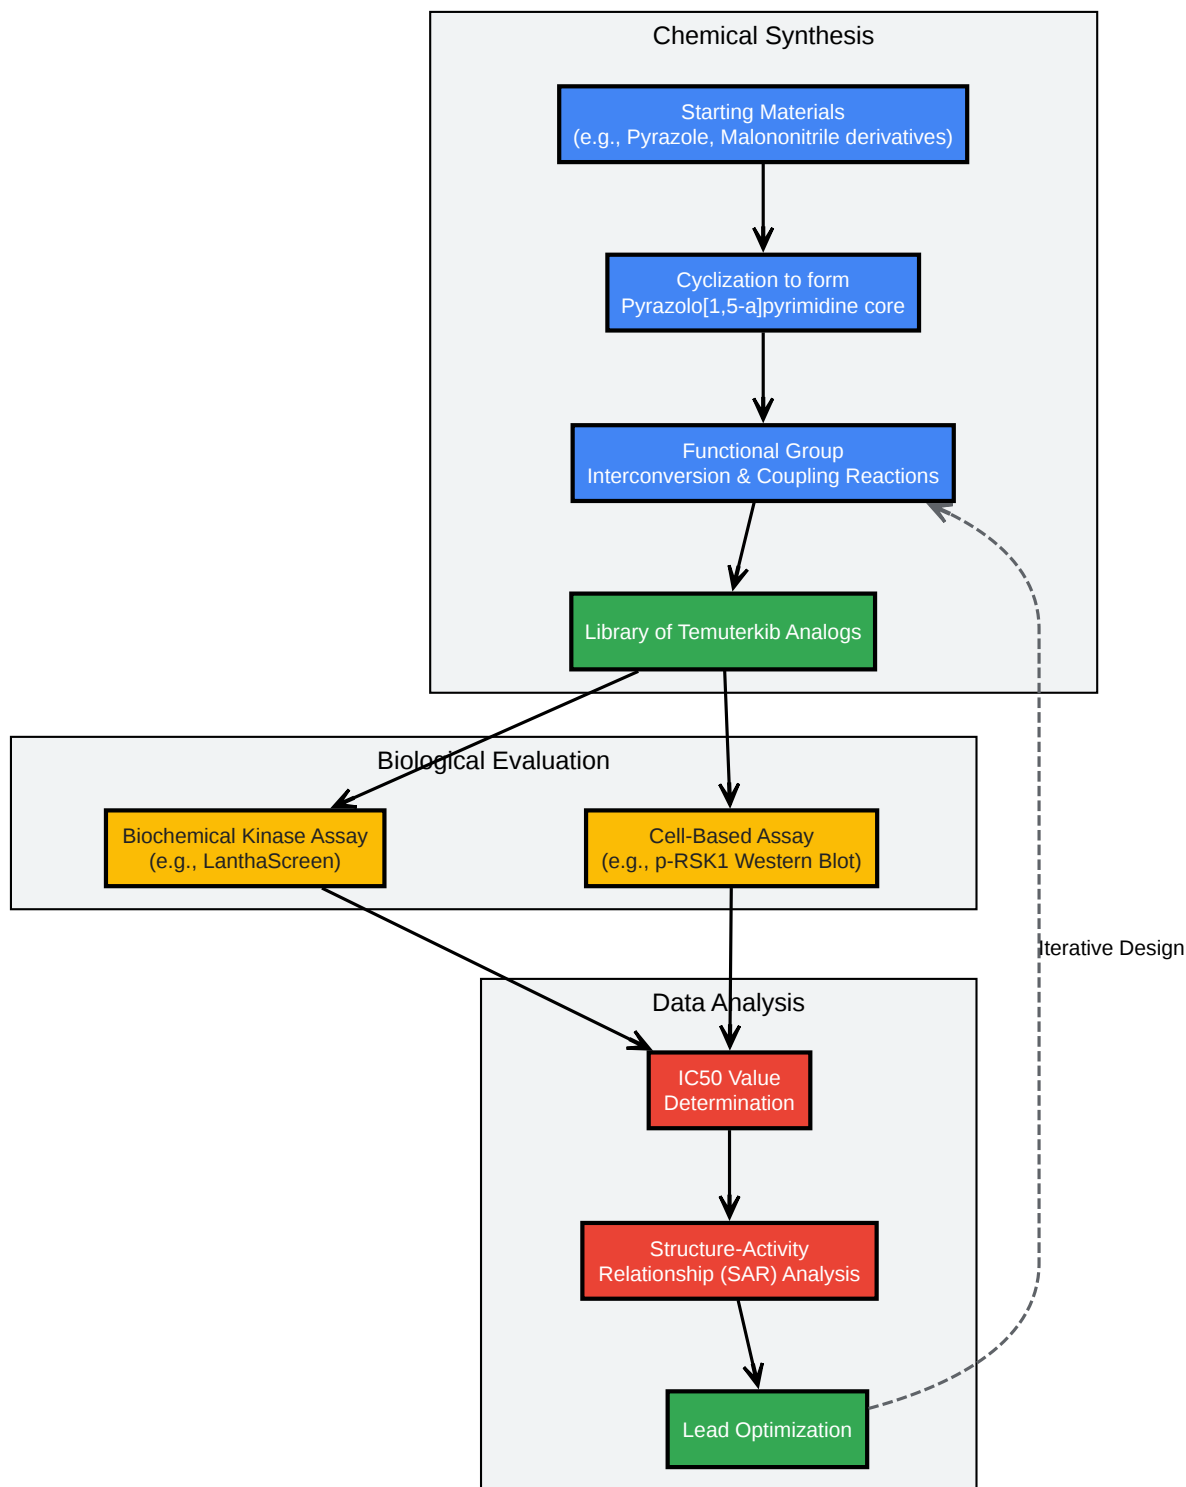 Chemical Synthesis
Starting Materials
(e.g., Pyrazole, Malononitrile derivatives)
Cyclization to form
Pyrazolo[1,5-a]pyrimidine core
Functional Group
Interconversion & Coupling Reactions
Library of Temuterkib Analogs
Biological Evaluation
Biochemical Kinase Assay
(e.g., LanthaScreen)
Cell-Based Assay
(e.g., p-RSK1 Western Blot)
Iterative Design
Data Analysis
IC50 Value
Determination
Structure-Activity
Relationship (SAR) Analysis
Lead Optimization